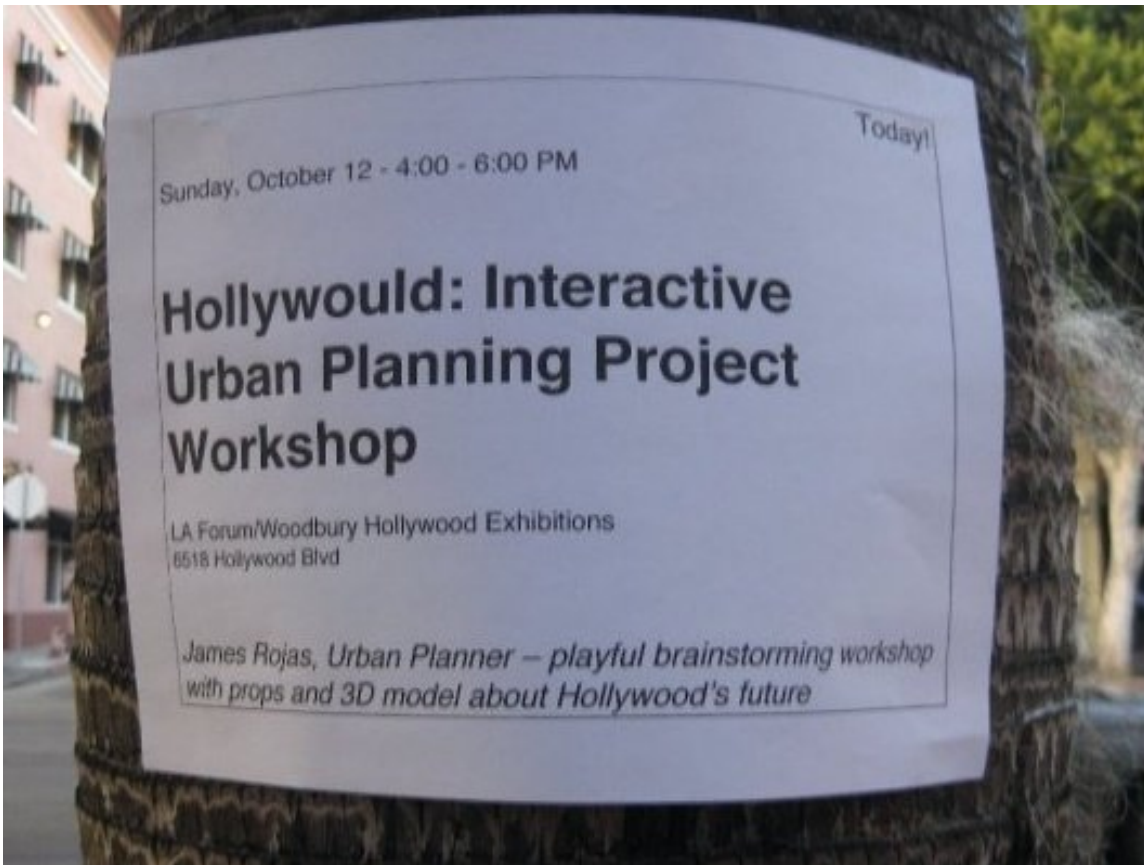 Today!
Sunday, October 12 - 4:00 - 6:00 PM
Hollywould: Interactive
Urban Planning Project
Workshop
LA Forum/Woodbury Hollywood Exhibitions
6518 Hollywood Blvd
James Rojas, Urban Planner – playful brainstorming workshop
with props and 3D model about Hollywood's future